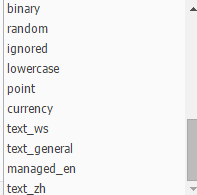 binary
random
ignored
lowercase
point
currency
text_ws
text_general
managed_en
text_zh